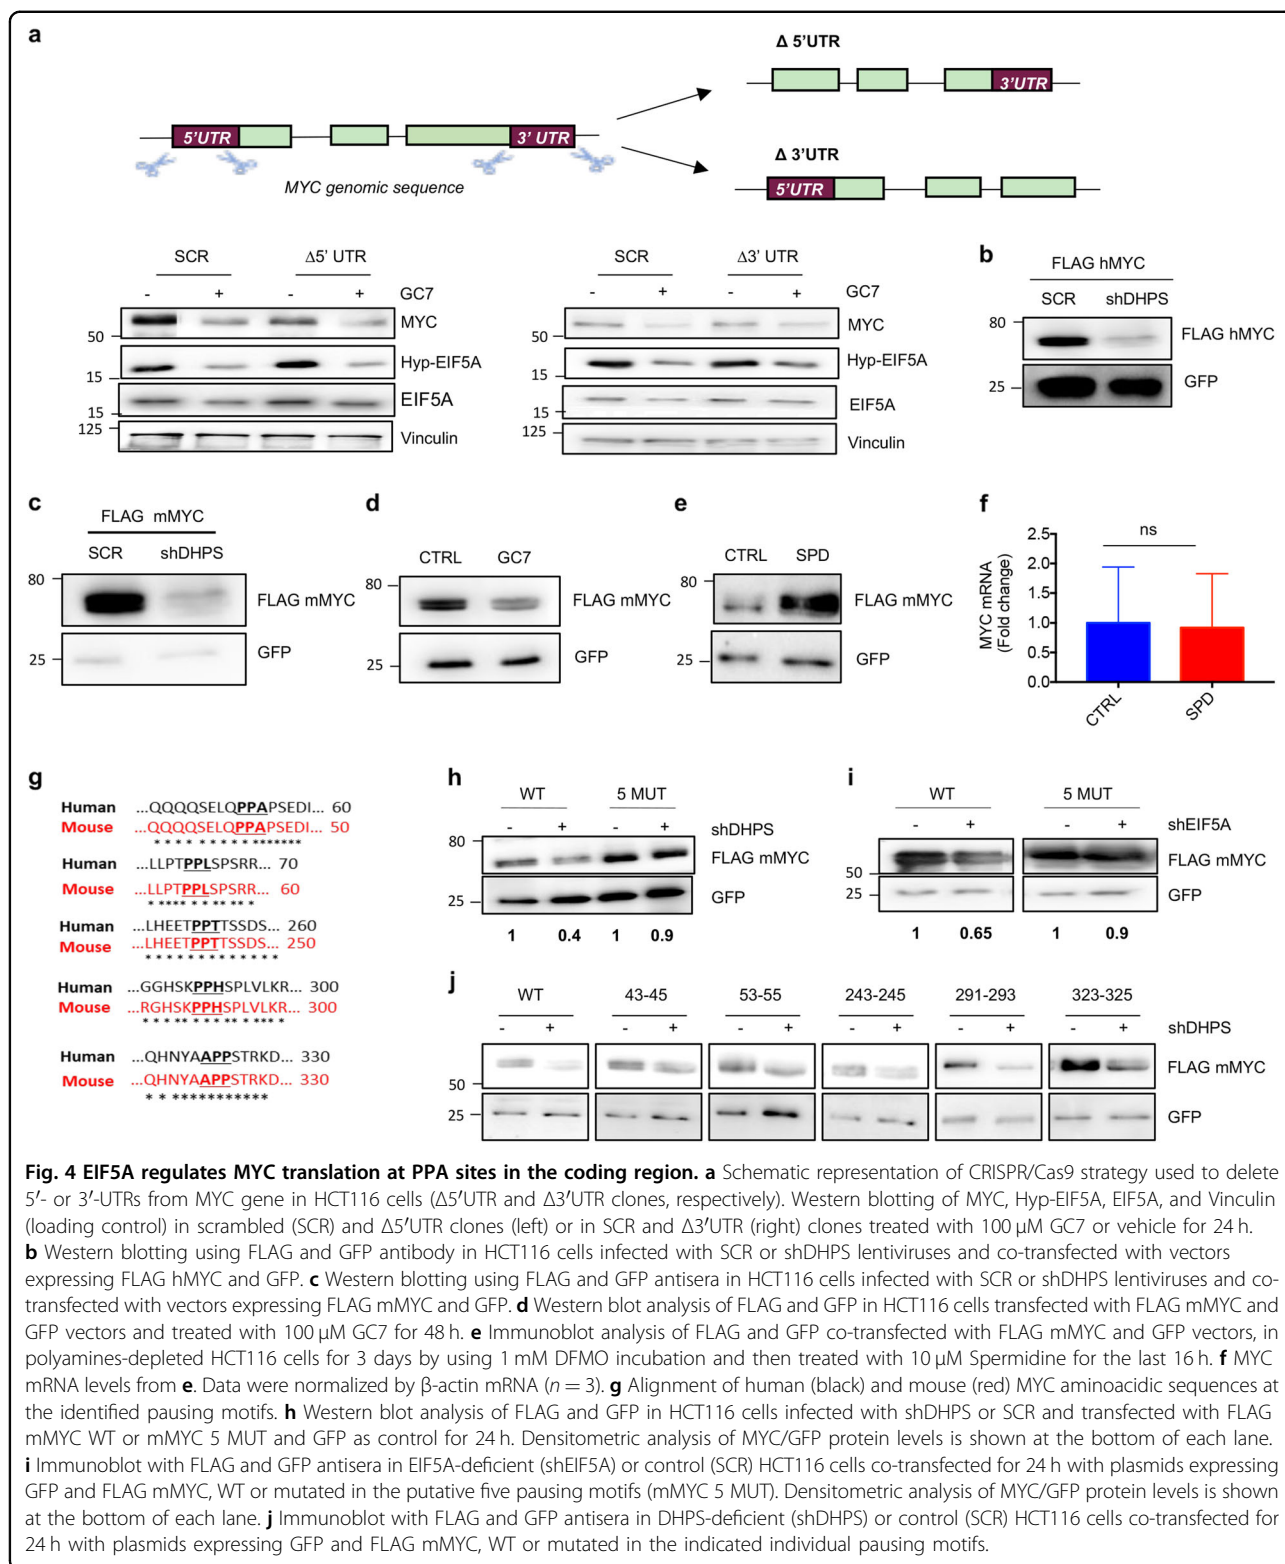 a
Δ 5'UTR
3'UTR
5'UTR
3' UTR
MYC genomic sequence
Δ 3'UTR
5'UTR
SCR Δ5' UTR
- + - + GC7
MYC
50
Hyp-EIF5A
15
EIF5A
15
125
Vinculin
SCR Δ3' UTR
- + - + GC7
MYC
50
Hyp-EIF5A
15
EIF5A
15
125
Vinculin
b
FLAG hMYC
SCR shDHPS
80
FLAG hMYC
25 GFP
c
FLAG mMYC
SCR shDHPS
80
FLAG mMYC
25 GFP
d
CTRL GC7
80
FLAG mMYC
25 GFP
e
CTRL SPD
80
FLAG mMYC
25 GFP
f
ns
MYC mRNA
(Fold change)
2.5
2.0
1.5
1.0
0.5
0.0
CTRL SPD
g
Human ...QQQQSELQPPAPSEDI... 60
Mouse ...QQQQSELQPPAPSEDI... 50
* * * * * * * * * * * * * * * *
Human ...LLPTPPLSPSRR... 70
Mouse ...LLPTPPLSPSRR... 60
* * * * * * * * * * * *
Human ...LHEETPPTTSSDS... 260
Mouse ...LHEETPPTTSSDS... 250
* * * * * * * * * * * * *
Human ...GGHSKPPHSPLVLKR... 300
Mouse ...RGHSKPPHSPLVLKR... 300
* * * * * * * * * * * * * *
Human ...QHNYAAPPSTRKD... 330
Mouse ...QHNYAAPPSTRKD... 330
* * * * * * * * * * * * *
h
WT 5 MUT
- + - + shDHPS
80
FLAG mMYC
25 GFP
1 0.4 1 0.9
i
WT 5 MUT
- + - + shEIF5A
FLAG mMYC
50
25 GFP
1 0.65 1 0.9
j
WT 43-45 53-55 243-245 291-293 323-325
- + - + - + - + - + - + shDHPS
FLAG mMYC
50
25 GFP
Fig. 4 EIF5A regulates MYC translation at PPA sites in the coding region. a Schematic representation of CRISPR/Cas9 strategy used to delete
5′- or 3′-UTRs from MYC gene in HCT116 cells (Δ5′UTR and Δ3′UTR clones, respectively). Western blotting of MYC, Hyp-EIF5A, EIF5A, and Vinculin
(loading control) in scrambled (SCR) and Δ5′UTR clones (left) or in SCR and Δ3′UTR (right) clones treated with 100 µM GC7 or vehicle for 24 h.
b Western blotting using FLAG and GFP antibody in HCT116 cells infected with SCR or shDHPS lentiviruses and co-transfected with vectors
expressing FLAG hMYC and GFP. c Western blotting using FLAG and GFP antisera in HCT116 cells infected with SCR or shDHPS lentiviruses and co-
transfected with vectors expressing FLAG mMYC and GFP. d Western blot analysis of FLAG and GFP in HCT116 cells transfected with FLAG mMYC and
GFP vectors and treated with 100 µM GC7 for 48 h. e Immunoblot analysis of FLAG and GFP co-transfected with FLAG mMYC and GFP vectors, in
polyamines-depleted HCT116 cells for 3 days by using 1 mM DFMO incubation and then treated with 10 µM Spermidine for the last 16 h. f MYC
mRNA levels from e. Data were normalized by β-actin mRNA (n = 3). g Alignment of human (black) and mouse (red) MYC aminoacidic sequences at
the identified pausing motifs. h Western blot analysis of FLAG and GFP in HCT116 cells infected with shDHPS or SCR and transfected with FLAG
mMYC WT or mMYC 5 MUT and GFP as control for 24 h. Densitometric analysis of MYC/GFP protein levels is shown at the bottom of each lane.
i Immunoblot with FLAG and GFP antisera in EIF5A-deficient (shEIF5A) or control (SCR) HCT116 cells co-transfected for 24 h with plasmids expressing
GFP and FLAG mMYC, WT or mutated in the putative five pausing motifs (mMYC 5 MUT). Densitometric analysis of MYC/GFP protein levels is shown
at the bottom of each lane. j Immunoblot with FLAG and GFP antisera in DHPS-deficient (shDHPS) or control (SCR) HCT116 cells co-transfected for
24 h with plasmids expressing GFP and FLAG mMYC, WT or mutated in the indicated individual pausing motifs.